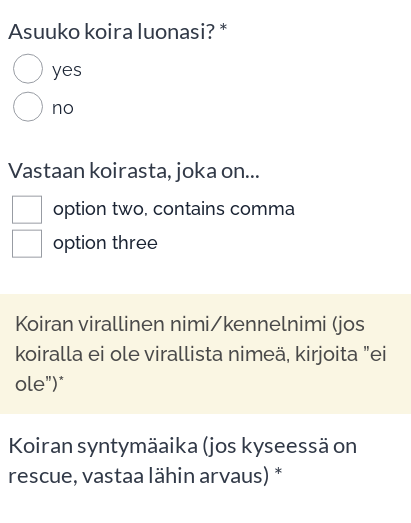 Asuuko koira luonasi? *
yes
no
Vastaan koirasta, joka on...
option two, contains comma
option three
Koiran virallinen nimi/kennelnimi (jos
koiralla ei ole virallista nimeä, kirjoita ”ei
ole”)*
Koiran syntymäaika (jos kyseessä on
rescue, vastaa lähin arvaus) *